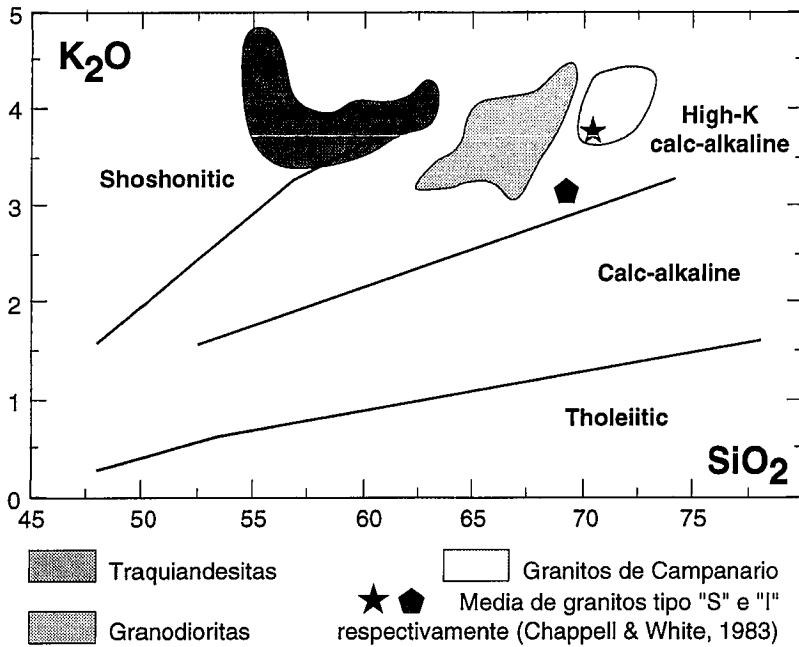 5
K2O
4
High-K
calc-alkaline
Shoshonitic
3
Calc-alkaline
2
1
Tholeiitic
SiO2
0
45 50 55 60 65 70 75
Traquiandesitas
Granitos de Campanario
Media de granitos tipo "S" e "I"
Granodioritas
respectivamente (Chappell & White, 1983)